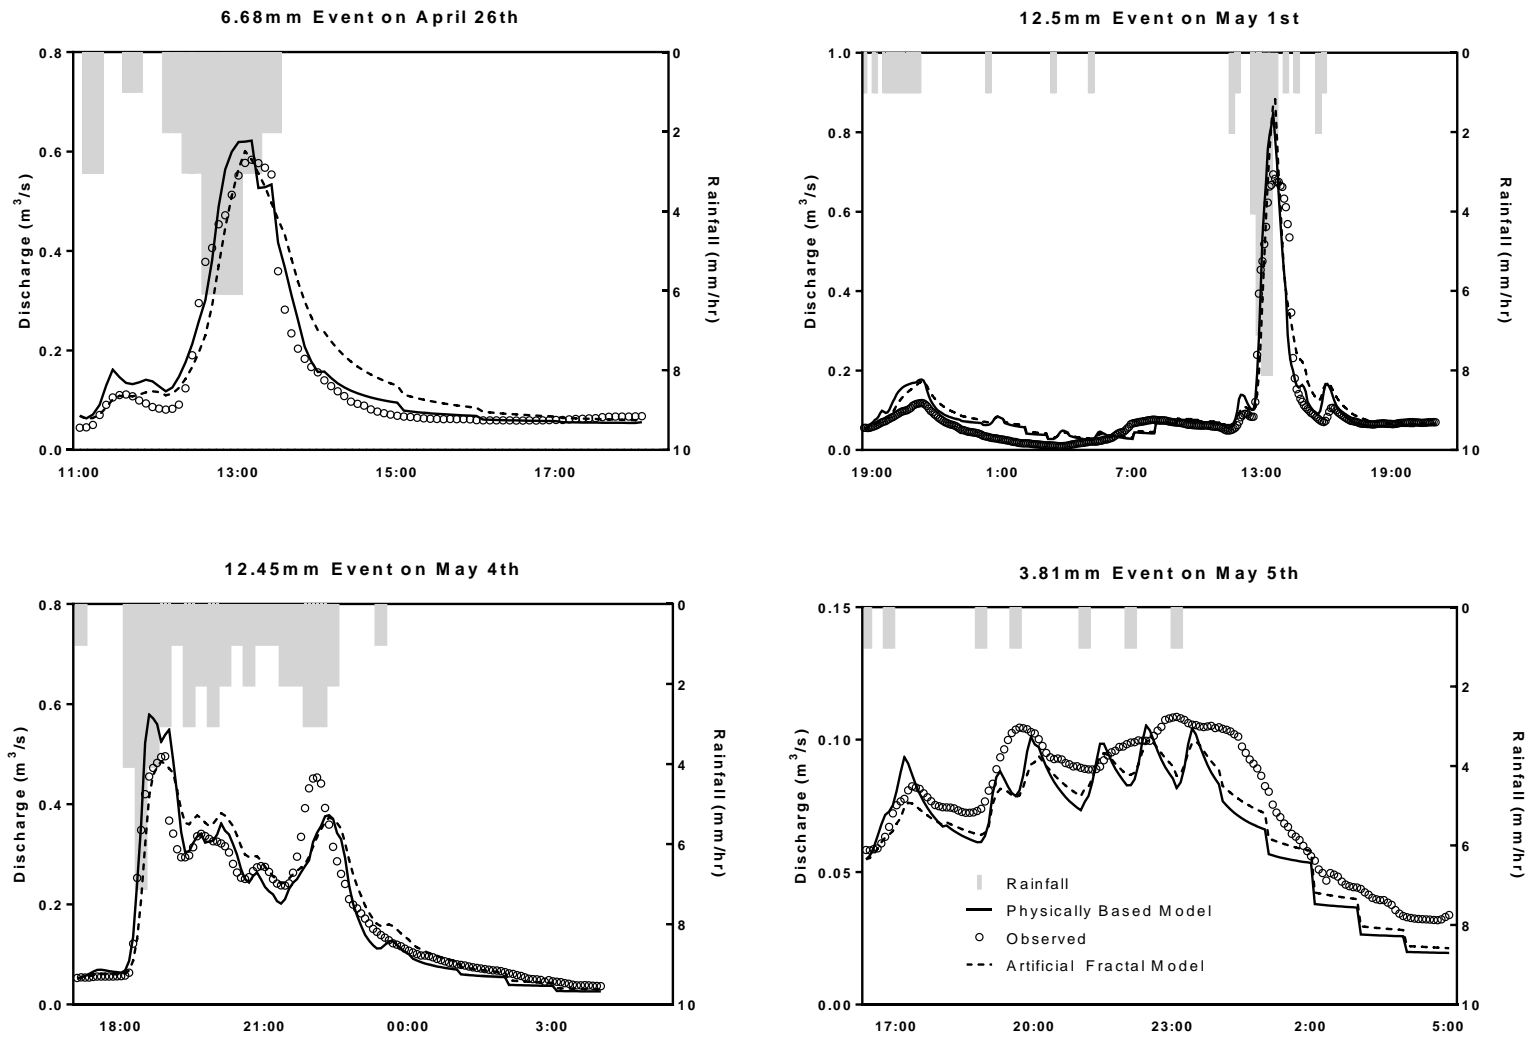 6.68mm Event on April 26th
0.8
0.6
0.4
0.2
0.0
Discharge (m³/s)
0
2
4
6
8
10
Rainfall (mm/hr)
11:00 13:00 15:00 17:00
12.5mm Event on May 1st
1.0
0.8
0.6
0.4
0.2
0.0
Discharge (m³/s)
0
2
4
6
8
10
Rainfall (mm/hr)
19:00 1:00 7:00 13:00 19:00
12.45mm Event on May 4th
0.8
0.6
0.4
0.2
0.0
Discharge (m³/s)
0
2
4
6
8
10
Rainfall (mm/hr)
18:00 21:00 00:00 3:00
3.81mm Event on May 5th
0.15
0.10
0.05
0.00
Discharge (m³/s)
0
2
4
6
8
10
Rainfall (mm/hr)
Rainfall
Physically Based Model
Observed
Artificial Fractal Model
17:00 20:00 23:00 2:00 5:00